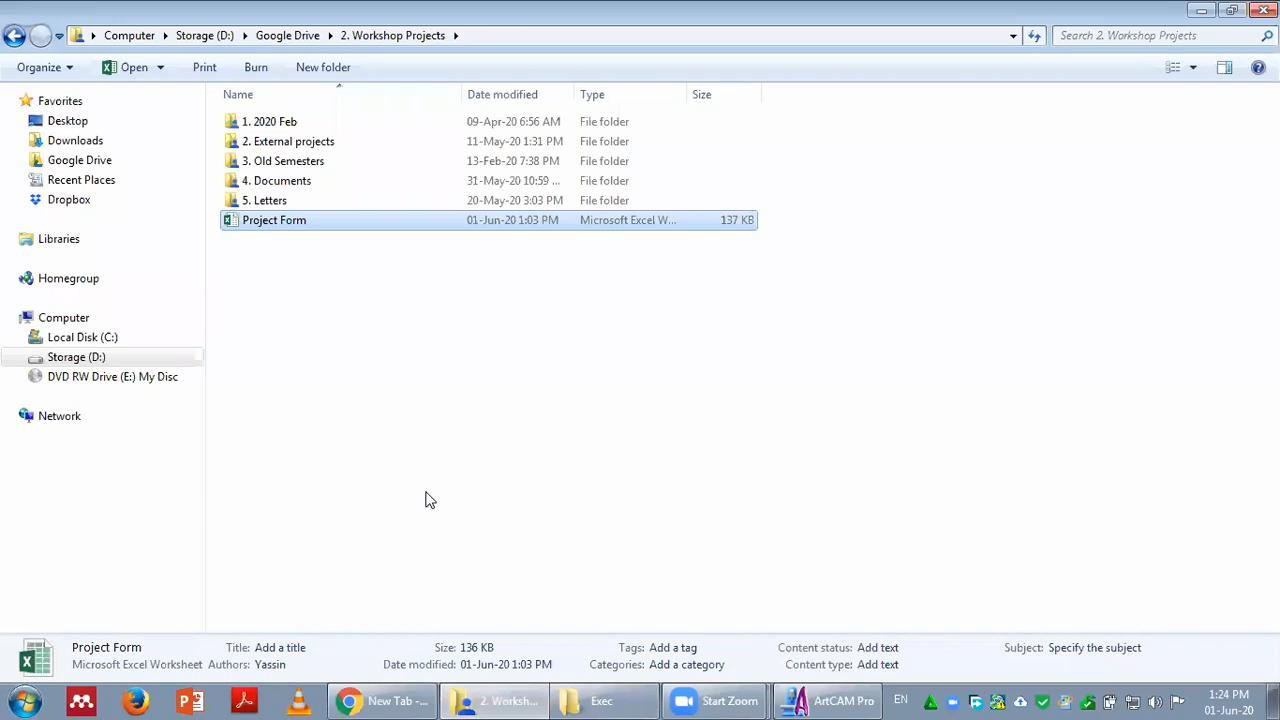 Computer Storage (D:) Google Drive 2. Workshop Projects Search 2. Workshop Projects
Organize Open Print Burn New folder
Name Date modified Type Size
Favorites
Desktop
Downloads
Google Drive
Recent Places
Dropbox
Libraries
Homegroup
Computer
Local Disk (C:)
Storage (D:)
DVD RW Drive (E:) My Disc
Network
1. 2020 Feb 09-Apr-20 6:56 AM File folder
2. External projects 11-May-20 1:31 PM File folder
3. Old Semesters 13-Feb-20 7:38 PM File folder
4. Documents 31-May-20 10:59 ... File folder
5. Letters 20-May-20 3:03 PM File folder
Project Form 01-Jun-20 1:03 PM Microsoft Excel W... 137 KB
Project Form Title: Add a title Size: 136 KB Tags: Add a tag Content status: Add text Subject: Specify the subject
Microsoft Excel Worksheet Authors: Yassin Date modified: 01-Jun-20 1:03 PM Categories: Add a category Content type: Add text
New Tab -... 2. Worksh... Exec Start Zoom ArtCAM Pro EN 1:24 PM
01-Jun-20